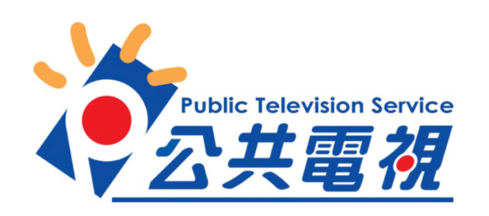 Public Television Service
公共電視